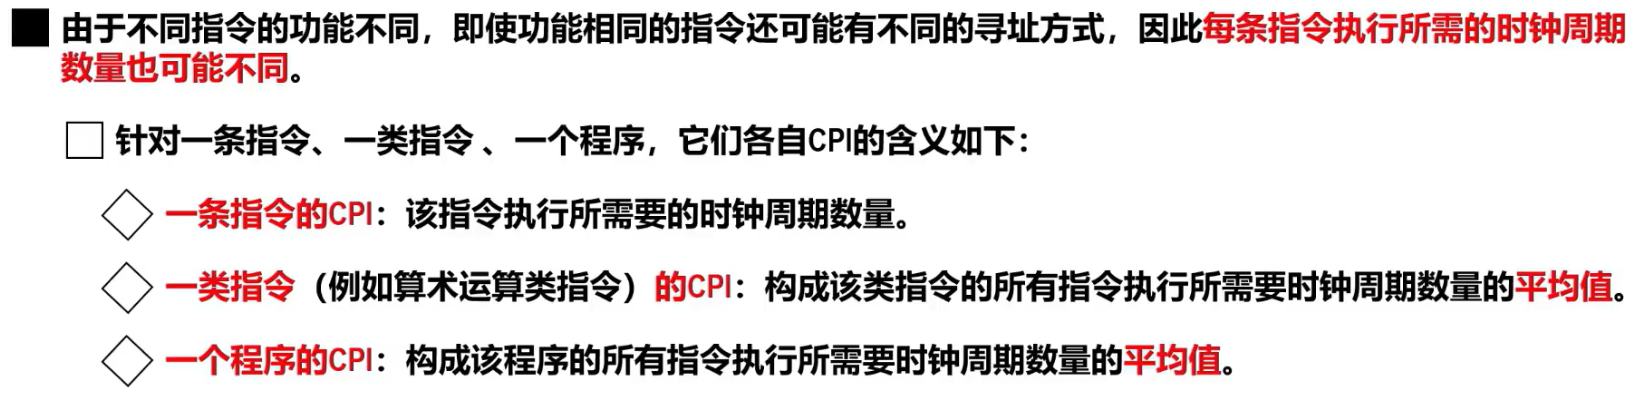 由于不同指令的功能不同，即使功能相同的指令还可能有不同的寻址方式，因此每条指令执行所需的时钟周期
数量也可能不同。
针对一条指令、一类指令 、一个程序，它们各自CPI的含义如下：
一条指令的CPI：该指令执行所需要的时钟周期数量。
一类指令（例如算术运算类指令）的CPI：构成该类指令的所有指令执行所需要时钟周期数量的平均值。
一个程序的CPI：构成该程序的所有指令执行所需要时钟周期数量的平均值。